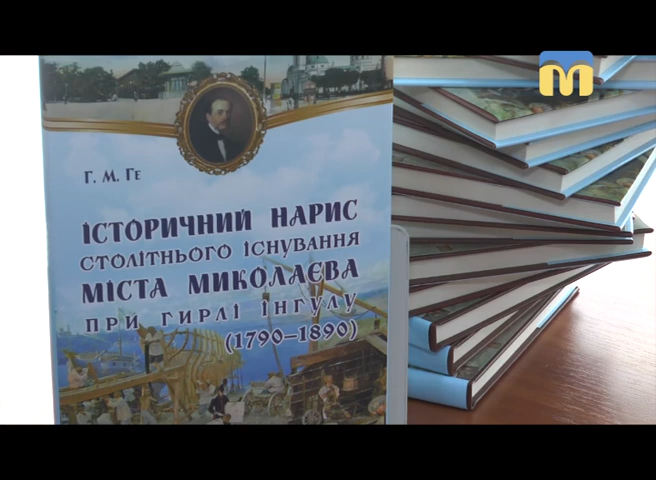 Г. М. Ге
ІСТОРИЧНИЙ НАРИС
СТОЛІТНЬОГО ІСНУВАННЯ
МІСТА МИКОЛАЄВА
ПРИ ГИРЛІ ІНГУЛУ
(1790–1890)